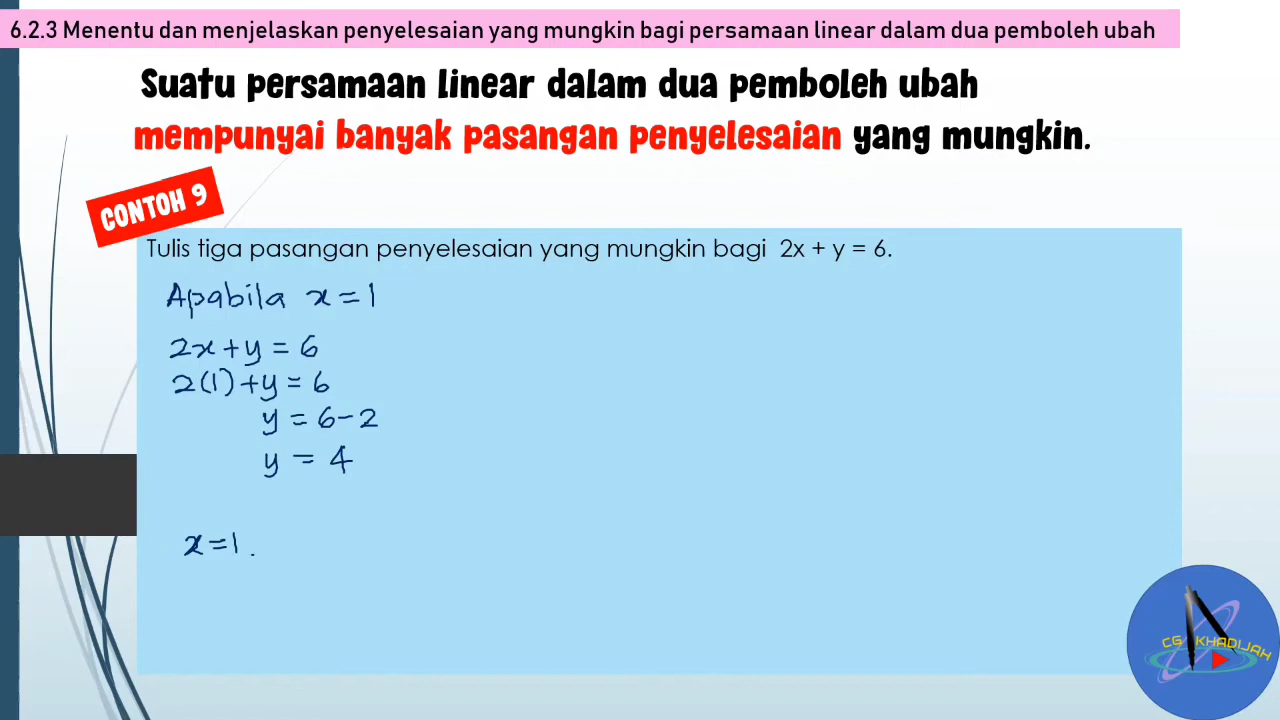 6.2.3 Menentu dan menjelaskan penyelesaian yang mungkin bagi persamaan linear dalam dua pemboleh ubah
Suatu persamaan linear dalam dua pemboleh ubah
mempunyai banyak pasangan penyelesaian yang mungkin.
CONTOH 9
Tulis tiga pasangan penyelesaian yang mungkin bagi 2x + y = 6.
Apabila x = 1
2x + y = 6
2(1) + y = 6
y = 6 - 2
y = 4
x = 1 .
CG KHADIJAH